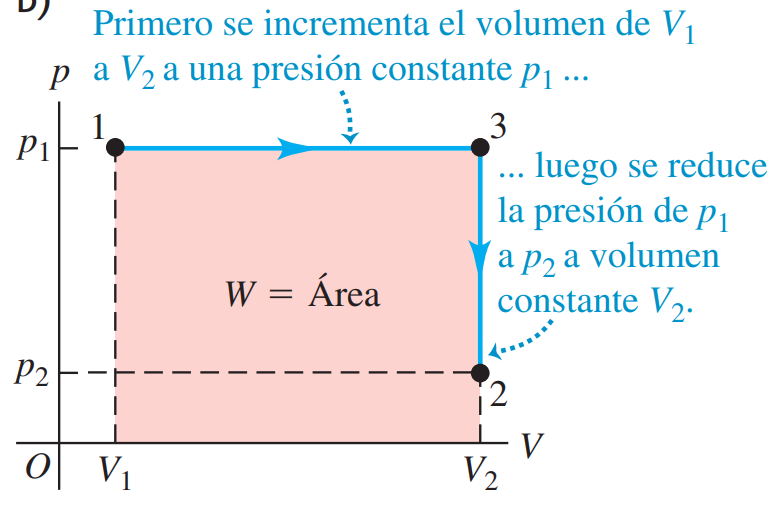 b)
Primero se incrementa el volumen de V₁
a V₂ a una presión constante p₁ ...
p
1
3
p₁
... luego se reduce
la presión de p₁
a p₂ a volumen
constante V₂.
W = Área
p₂
2
V
O
V₁
V₂